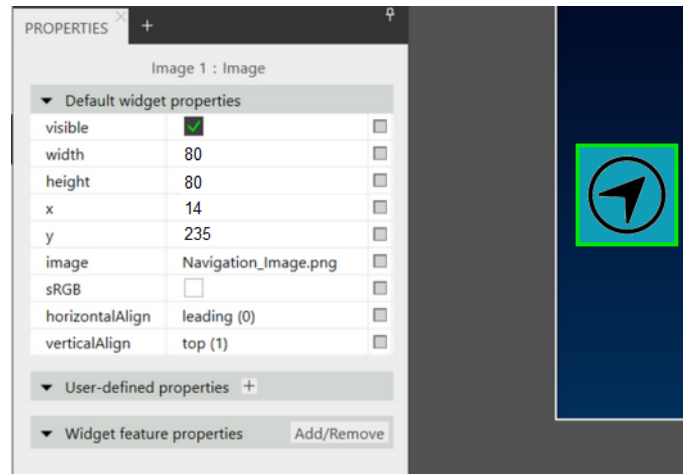 PROPERTIES
Image 1 : Image
Default widget properties
visible
width 80
height 80
x 14
y 235
image Navigation_Image.png
sRGB
horizontalAlign leading (0)
verticalAlign top (1)
User-defined properties +
Widget feature properties Add/Remove